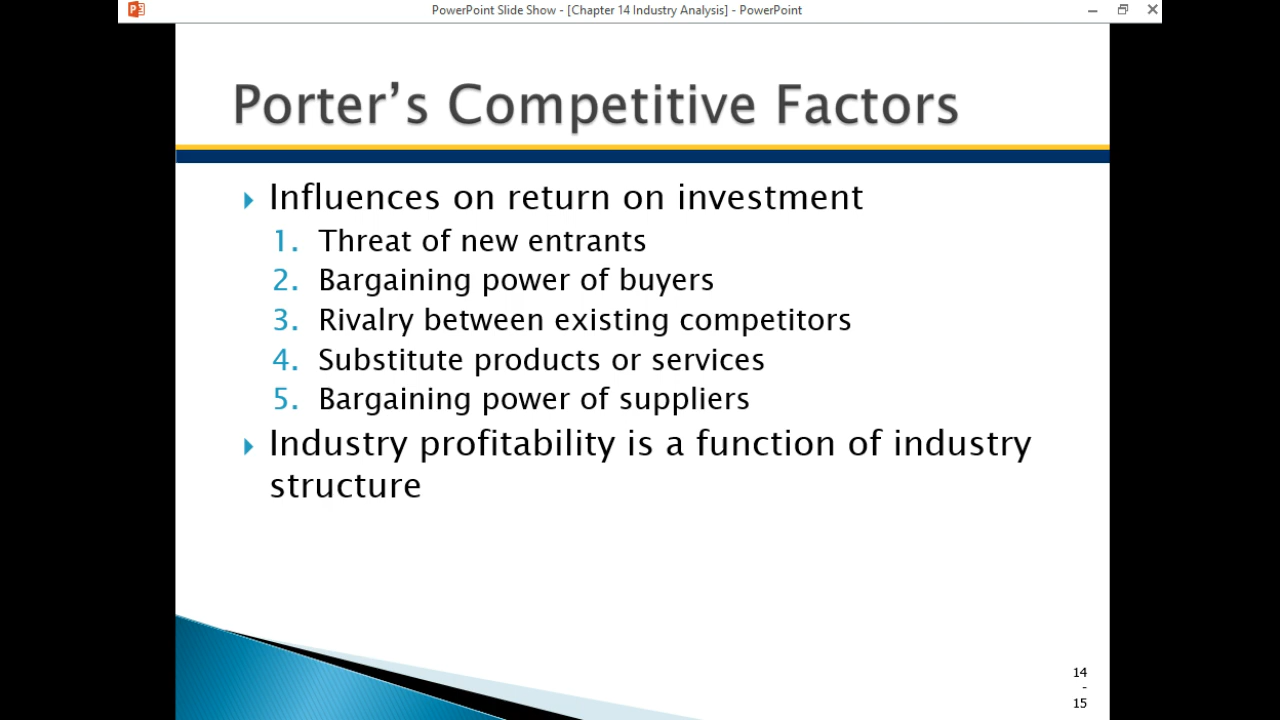 PowerPoint Slide Show - [Chapter 14 Industry Analysis] - PowerPoint
Porter's Competitive Factors
Influences on return on investment
1. Threat of new entrants
2. Bargaining power of buyers
3. Rivalry between existing competitors
4. Substitute products or services
5. Bargaining power of suppliers
Industry profitability is a function of industry
structure
14
-
15